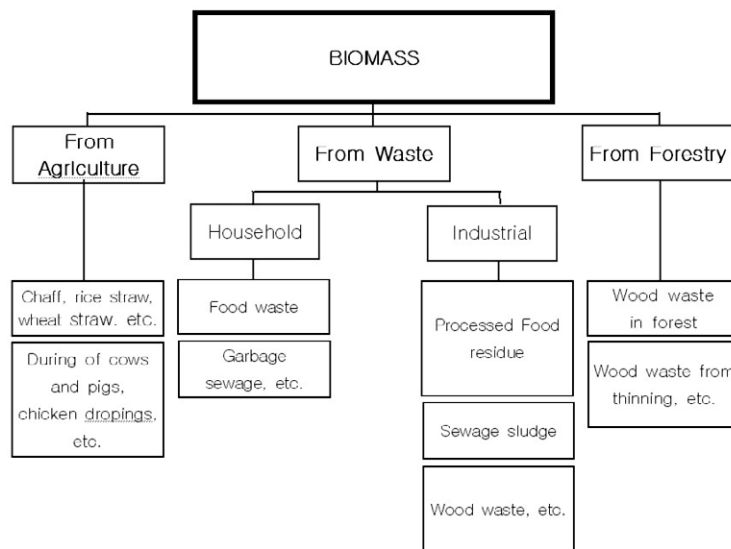 BIOMASS
From
Agriculture
From Waste
From Forestry
Household
Industrial
Chaff, rice straw,
wheat straw. etc.
During of cows
and pigs,
chicken dropings,
etc.
Food waste
Garbage
sewage, etc.
Processed Food
residue
Sewage sludge
Wood waste, etc.
Wood waste
in forest
Wood waste from
thinning, etc.